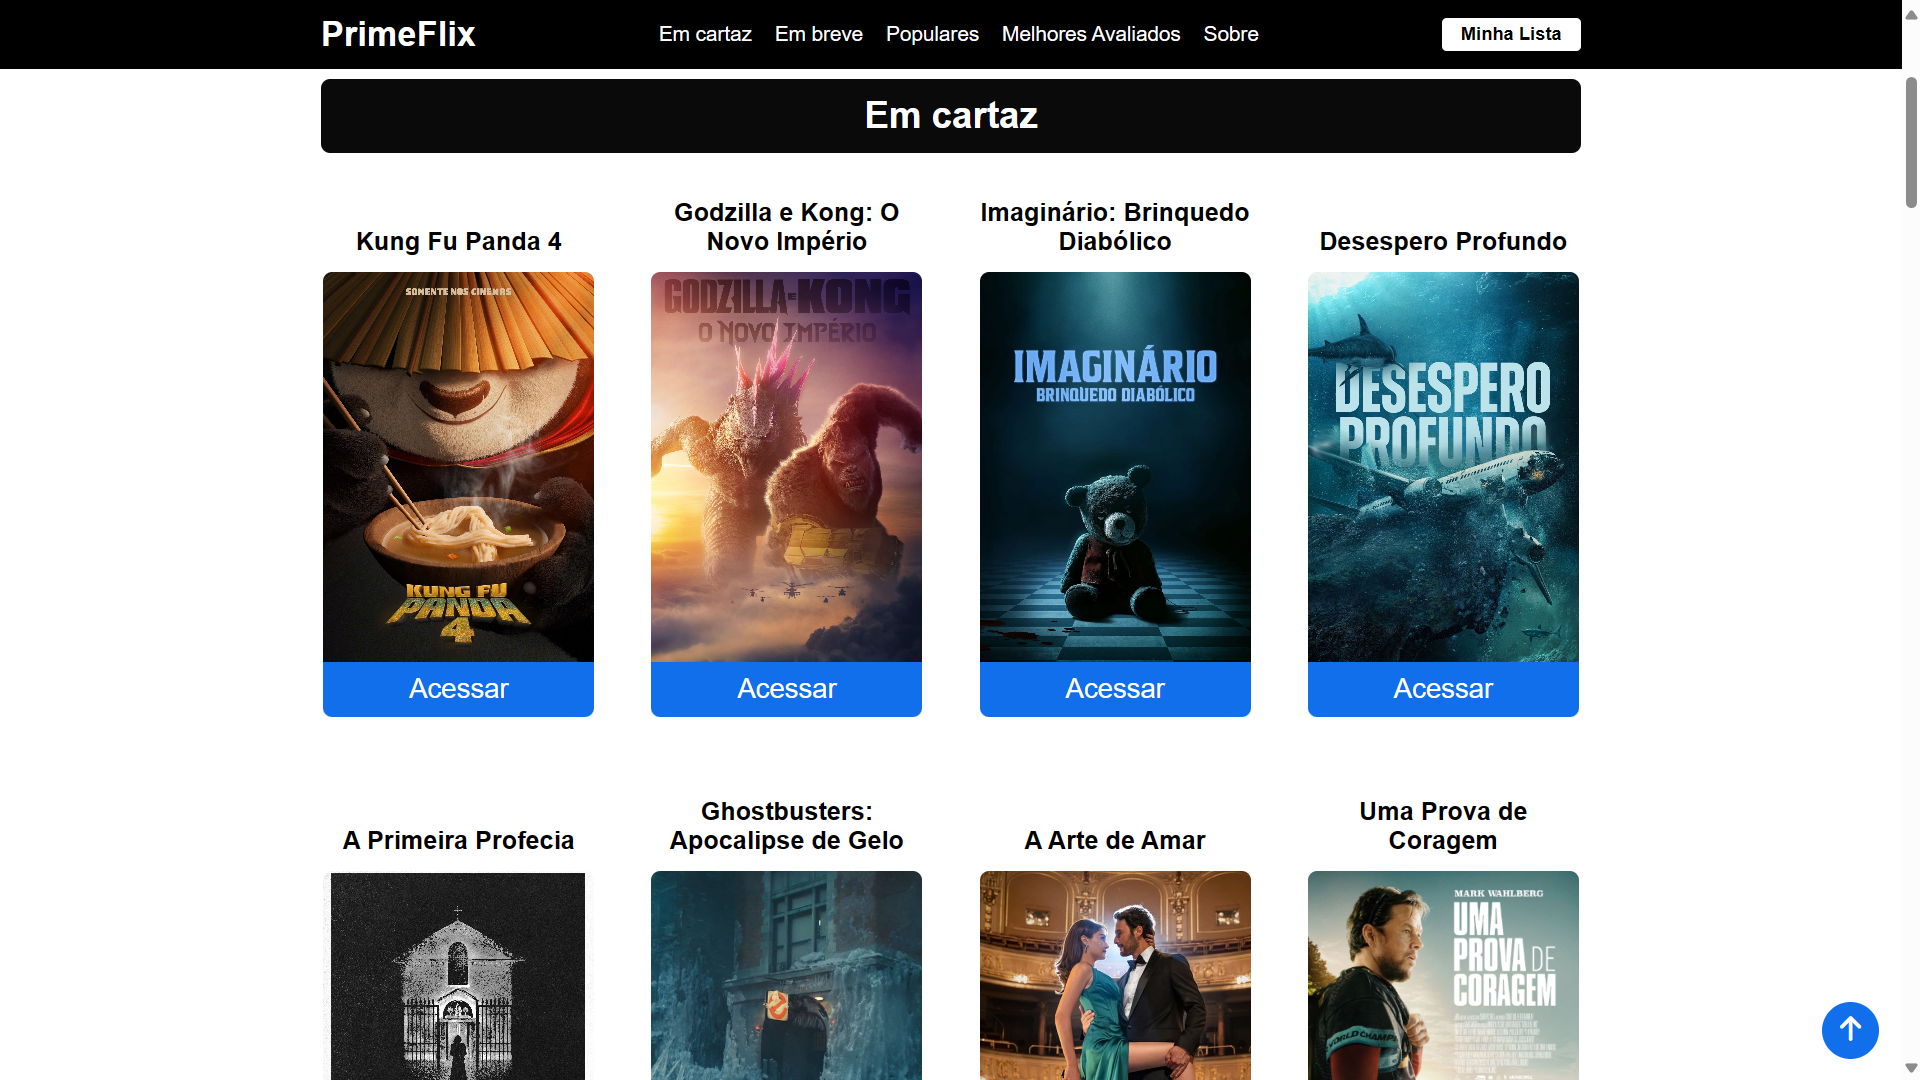 PrimeFlix
Em cartaz
Em breve
Populares
Melhores Avaliados
Sobre
Minha Lista
Em cartaz
Kung Fu Panda 4
Godzilla e Kong: O
Novo Império
Imaginário: Brinquedo
Diabólico
Desespero Profundo
SOMENTE NOS CINEMAS
KUNG FU
PANDA
4
GODZILLA E KONG
O NOVO IMPÉRIO
IMAGINÁRIO
BRINQUEDO DIABÓLICO
DESESPERO
PROFUNDO
Acessar
Acessar
Acessar
Acessar
A Primeira Profecia
Ghostbusters:
Apocalipse de Gelo
A Arte de Amar
Uma Prova de
Coragem
MARK WAHLBERG
UMA
PROVA DE
CORAGEM
WORLD CHAMP